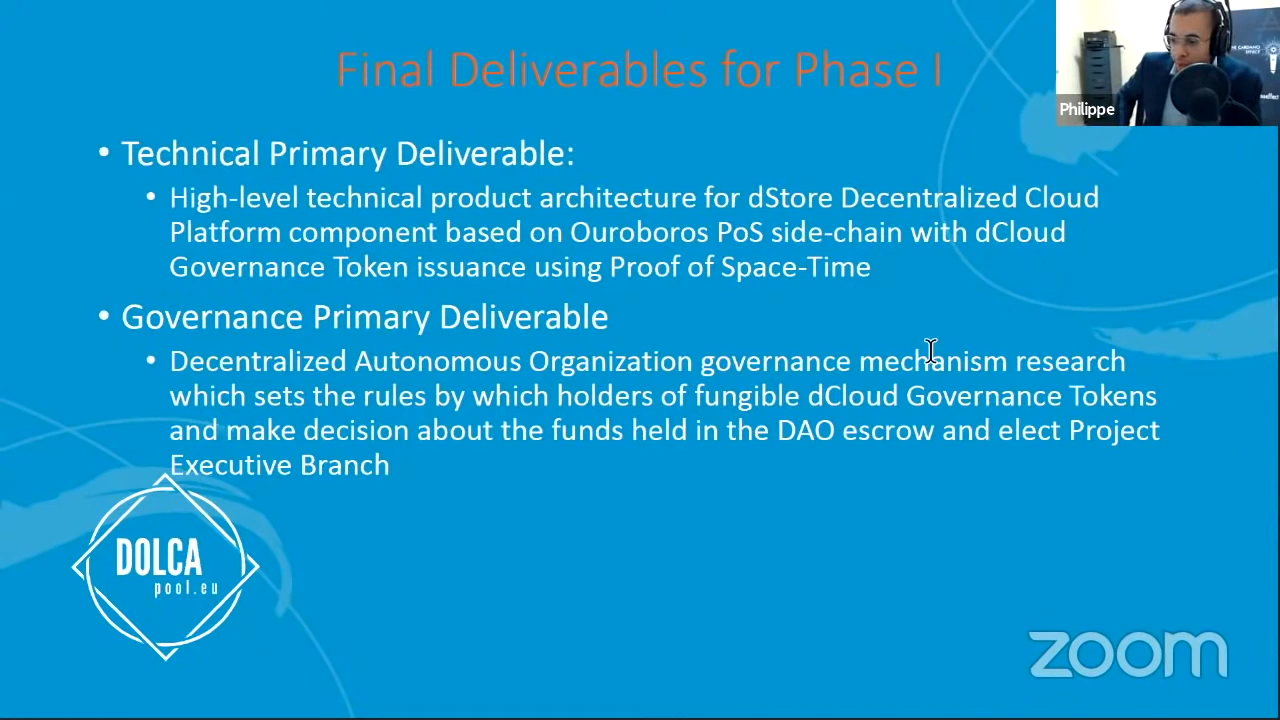 Final Deliverables for Phase I
THE CARDANO
EFFECT
Philippe
• Technical Primary Deliverable:
• High-level technical product architecture for dStore Decentralized Cloud
Platform component based on Ouroboros PoS side-chain with dCloud
Governance Token issuance using Proof of Space-Time
• Governance Primary Deliverable
• Decentralized Autonomous Organization governance mechanism research
which sets the rules by which holders of fungible dCloud Governance Tokens
and make decision about the funds held in the DAO escrow and elect Project
Executive Branch
DOLCA
pool.eu
zoom